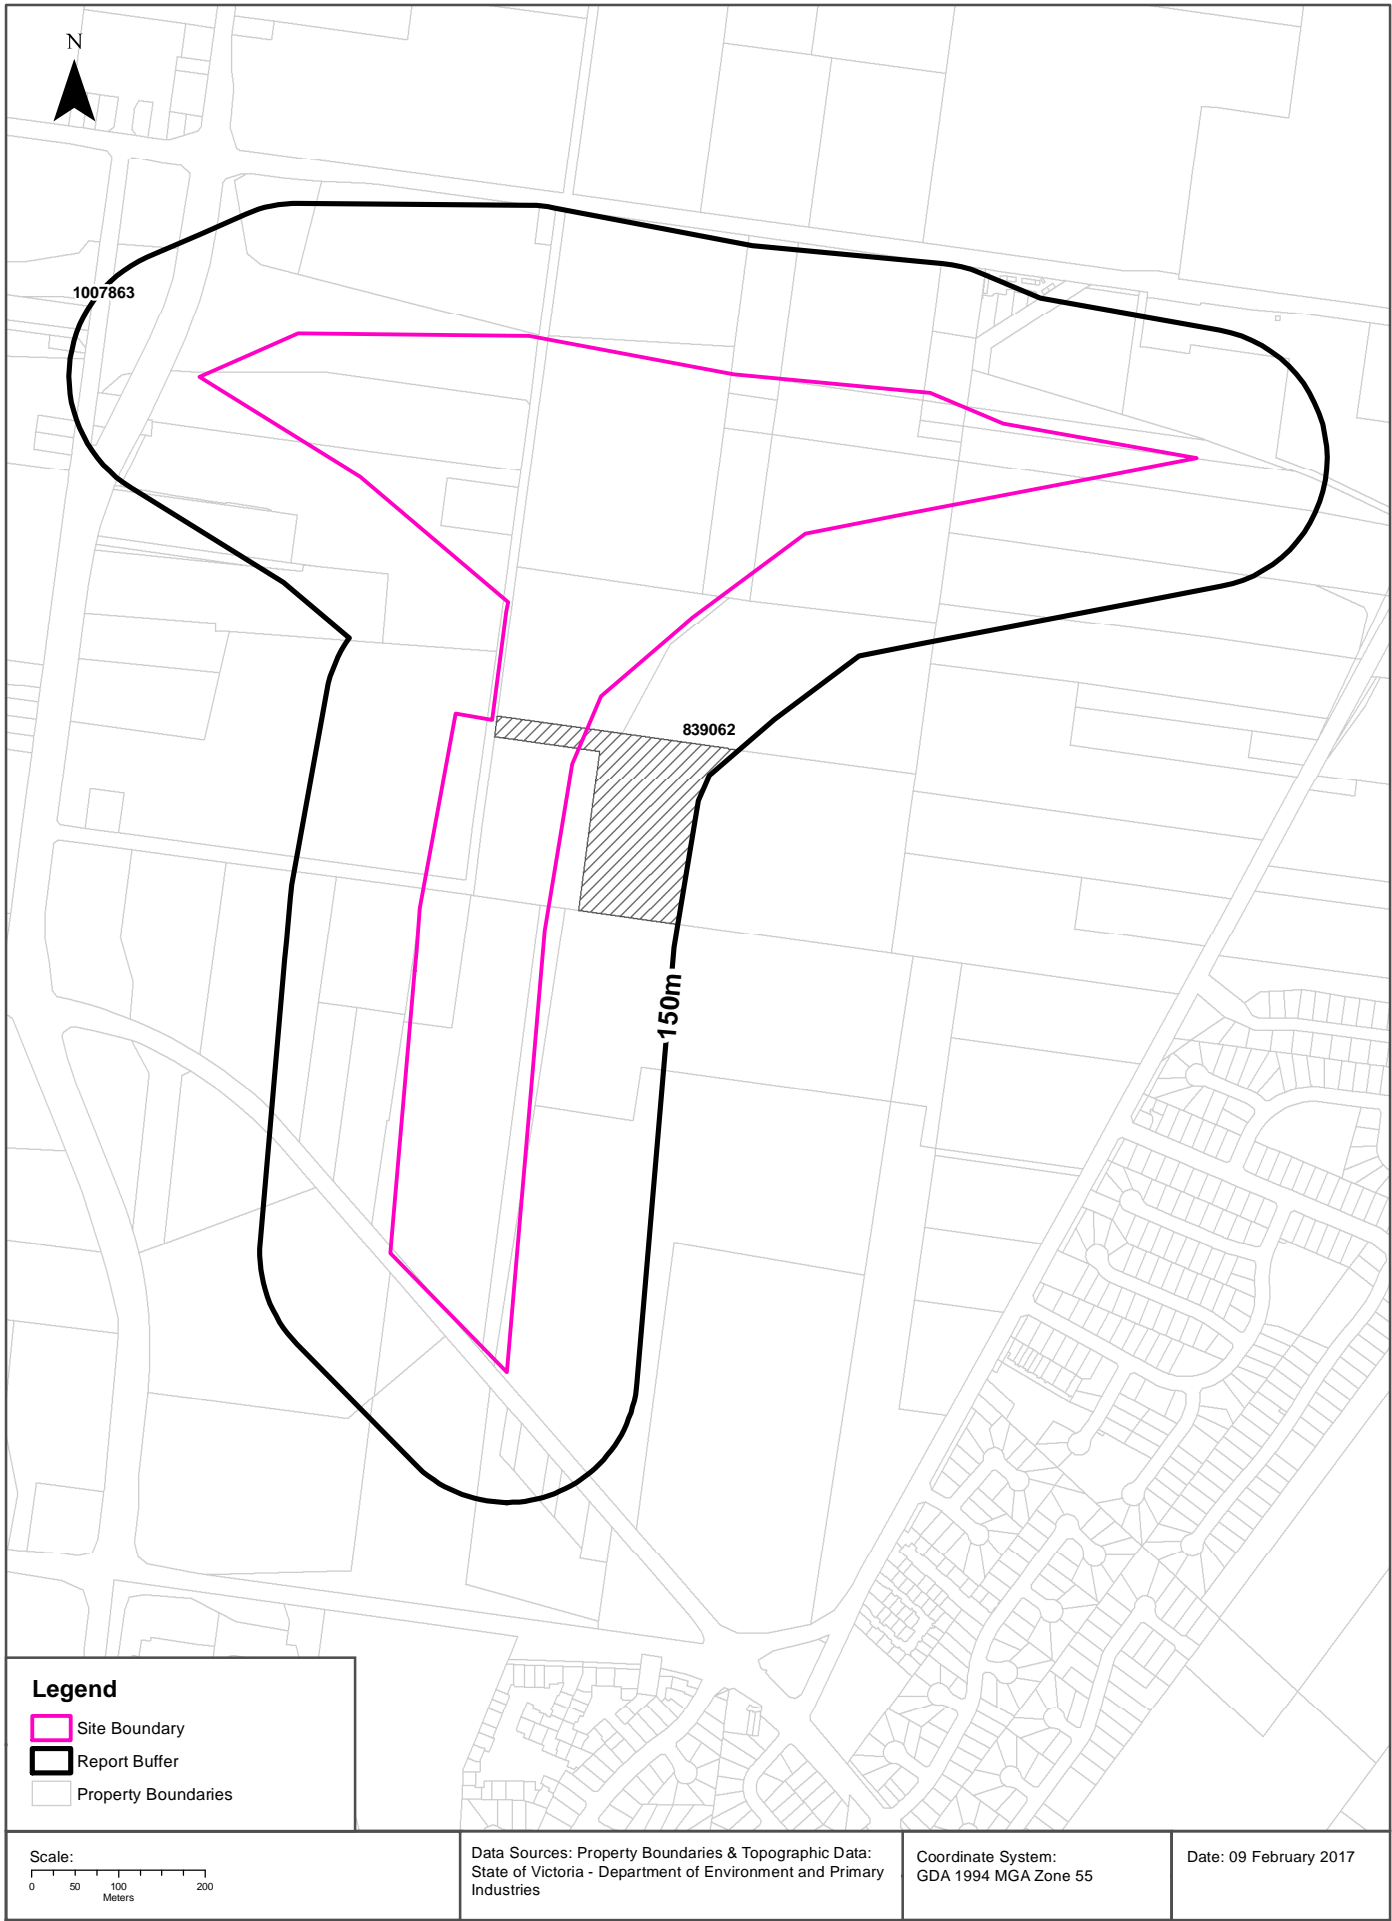 N
1007863
839062
150m
Legend
Site Boundary
Report Buffer
Property Boundaries
Scale:
0 50 100 200
Meters
Data Sources: Property Boundaries & Topographic Data:
State of Victoria - Department of Environment and Primary
Industries
Coordinate System:
GDA 1994 MGA Zone 55
Date: 09 February 2017